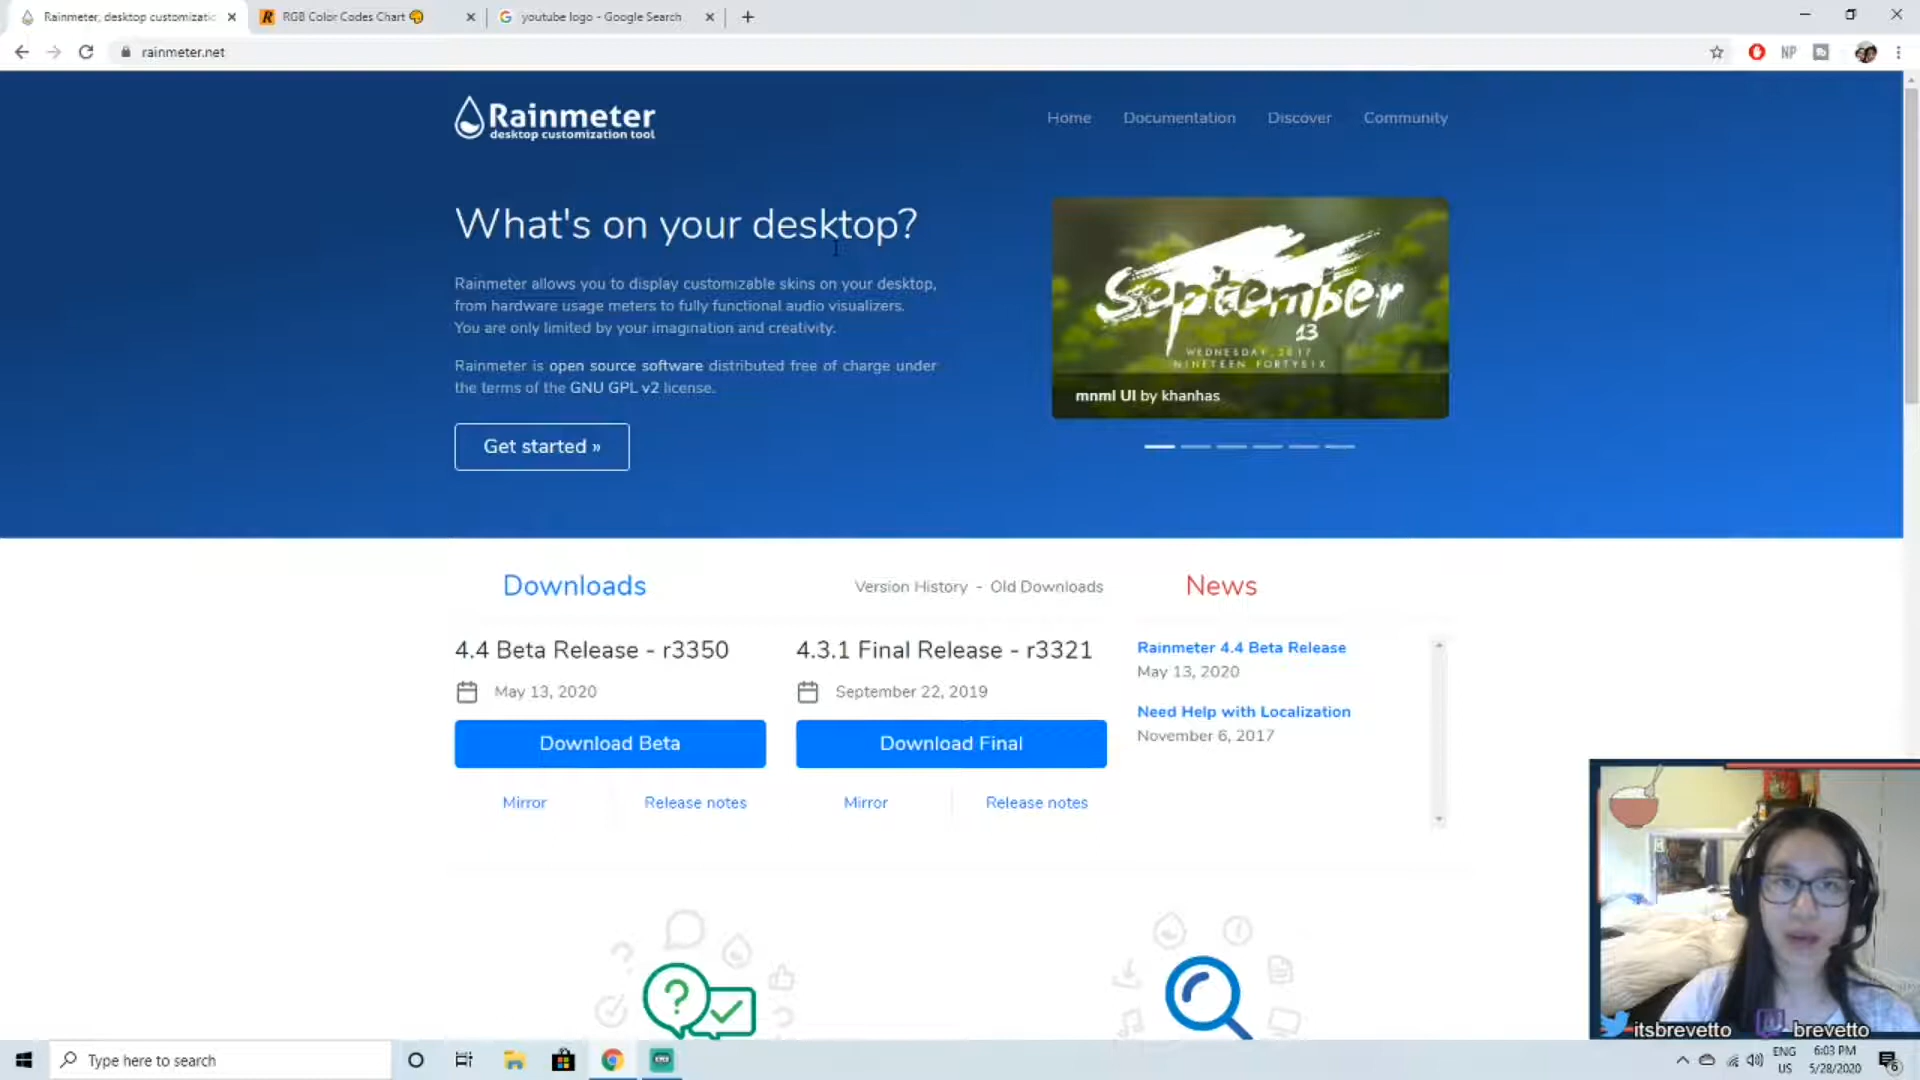 Rainmeter, desktop customizatic
RGB Color Codes Chart
youtube logo - Google Search
rainmeter.net
NP
Rainmeter
desktop customization tool
Home
Documentation
Discover
Community
What's on your desktop?
Rainmeter allows you to display customizable skins on your desktop,
from hardware usage meters to fully functional audio visualizers.
You are only limited by your imagination and creativity.
Rainmeter is open source software distributed free of charge under
the terms of the GNU GPL v2 license.
Get started »
September
13
WEDNESDAY, 2017
NINETEEN FORTYSIX
mnml UI by khanhas
Downloads
Version History - Old Downloads
News
4.4 Beta Release - r3350
May 13, 2020
Download Beta
Mirror
Release notes
4.3.1 Final Release - r3321
September 22, 2019
Download Final
Mirror
Release notes
Rainmeter 4.4 Beta Release
May 13, 2020
Need Help with Localization
November 6, 2017
itsbrevetto
brevetto
Type here to search
ENG
US
6:03 PM
5/28/2020
6